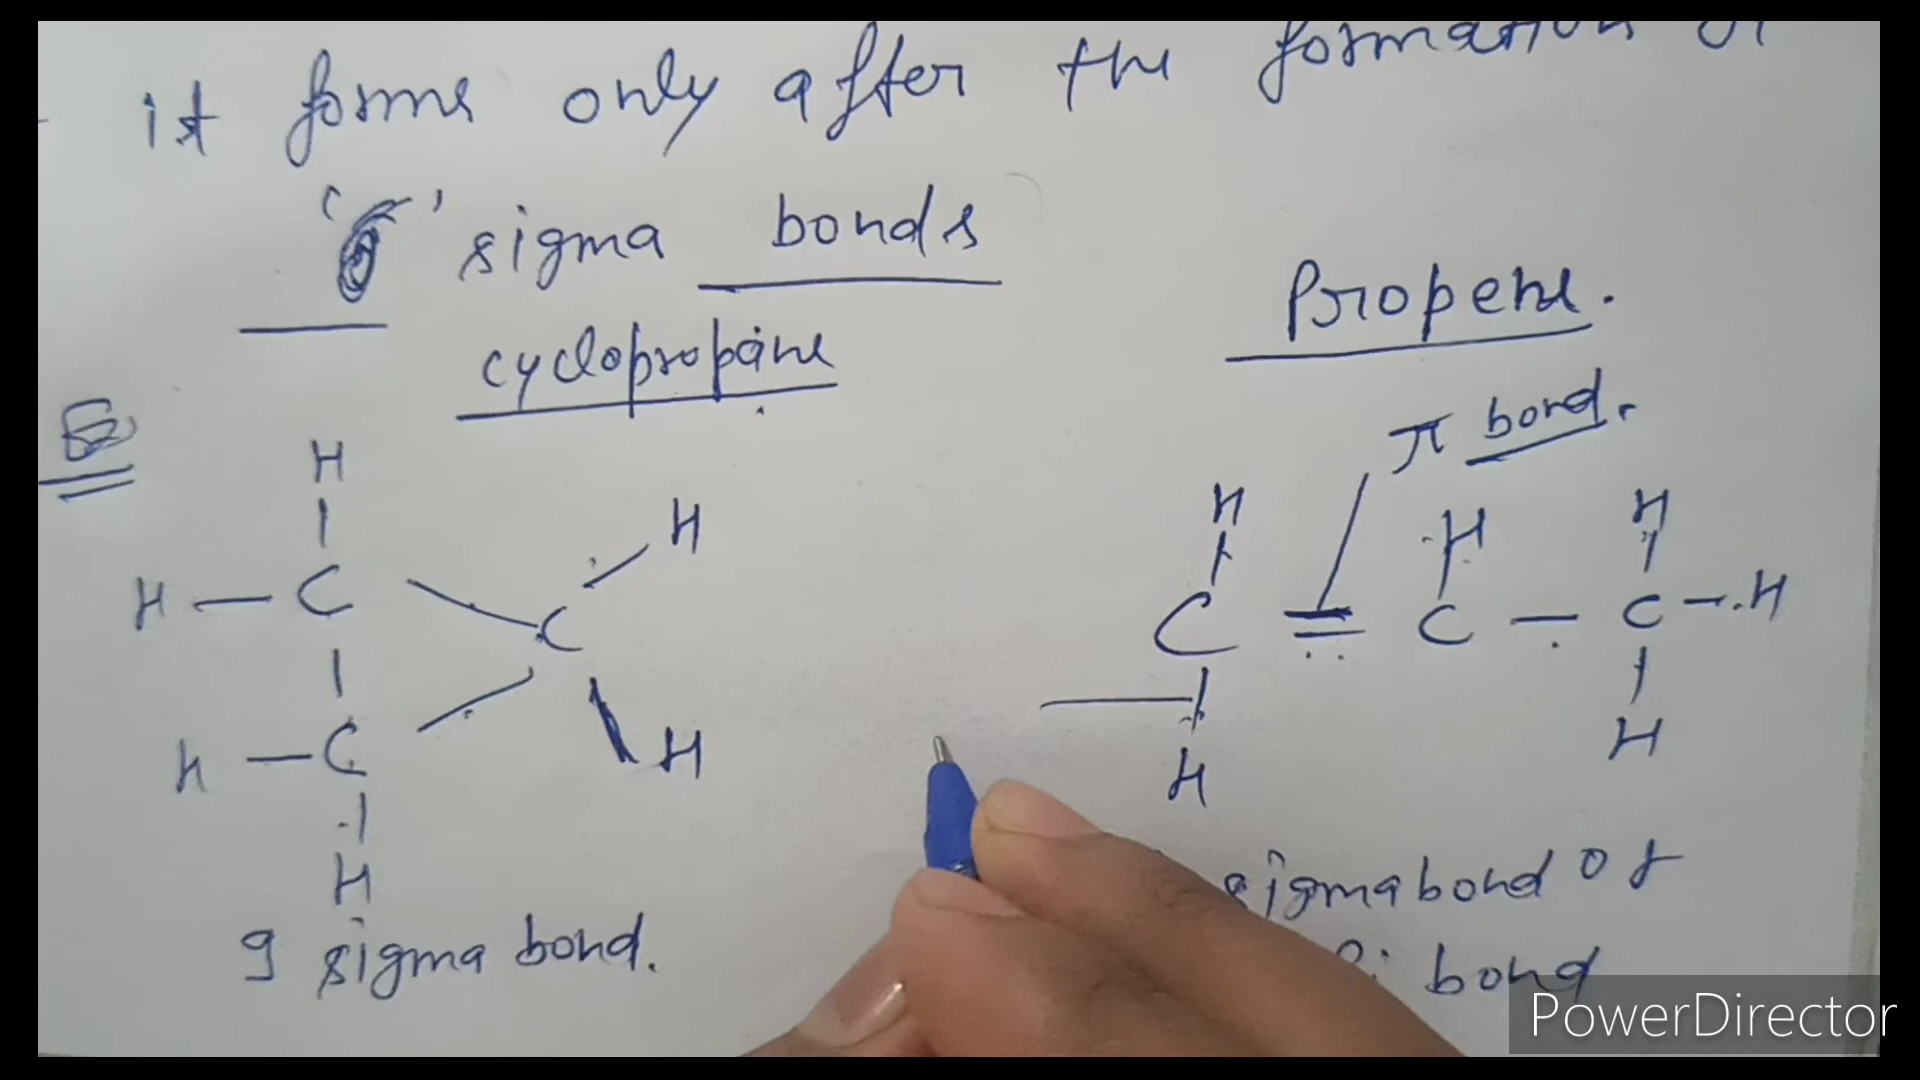 it forms only after the formation of
'σ' sigma bonds
cyclopropane
Propene.
π bond.
H
H
H
H
H
H – C
C
C = C – C – H
H – C
H
H
H
H
9 sigma bond.
sigma bond of
bond
PowerDirector